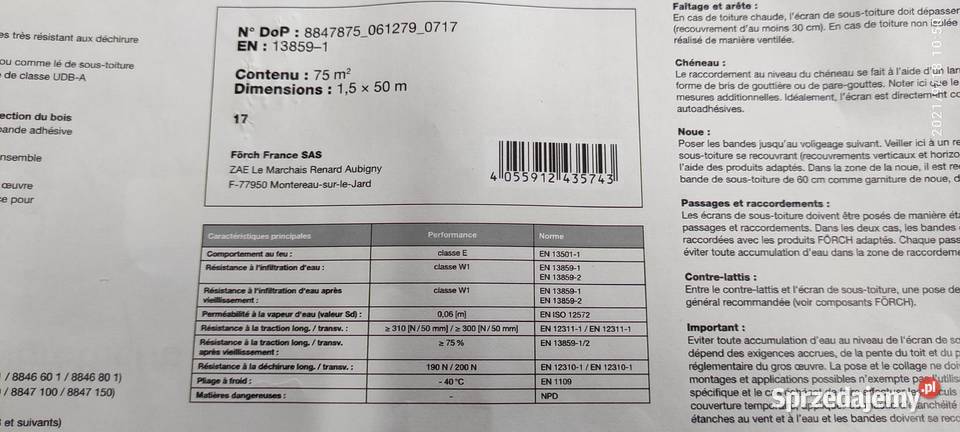 es très résistant aux déchirure
ou comme lé de sous-toiture
de classe UDB-A
ection du bois
bande adhésive
nsemble
œuvre
ce pour
/ 8846 60 1 / 8846 80 1)
/ 8847 100 / 8847 150)
et suivants)
N° DoP : 8847875_061279_0717
EN : 13859-1
Contenu : 75 m²
Dimensions : 1,5 × 50 m
17
Förch France SAS
ZAE Le Marchais Renard Aubigny
F-77950 Montereau-sur-le-Jard
4 055912 435743
Caractéristiques principales Performance Norme
Comportement au feu : classe E EN 13501-1
Résistance à l'infiltration d'eau : classe W1 EN 13859-1
EN 13859-2
Résistance à l'infiltration d'eau après vieillissement : classe W1 EN 13859-1
EN 13859-2
Perméabilité à la vapeur d'eau (valeur Sd) : 0,06 [m] EN ISO 12572
Résistance à la traction long. / transv. : ≥ 310 [N / 50 mm] / ≥ 300 [N / 50 mm] EN 12311-1 / EN 12311-1
Résistance à la traction long. / transv. après vieillissement : ≥ 75 % EN 13859-1/2
Résistance à la déchirure long. / transv. : 190 N / 200 N EN 12310-1 / EN 12310-1
Pliage à froid : - 40 °C EN 1109
Matières dangereuses : - NPD
Faîtage et arête :
En cas de toiture chaude, l'écran de sous-toiture doit dépasser
(recouvrement d'au moins 30 cm). En cas de toiture non isolée
réalisé de manière ventilée.
Chéneau :
Le raccordement au niveau du chéneau se fait à l'aide d'un lar
forme de bris de gouttière ou de pare-gouttes. Noter ici que le
mesures additionnelles. Idéalement, l'écran est directement co
autoadhésives.
Noue :
Poser les bandes jusqu'au voligeage suivant. Veiller ici à un re
sous-toiture se recouvrant (recouvrements verticaux et horizo
l'aide des produits adaptés. Dans la zone de la noue, il est re
bande de sous-toiture de 60 cm comme garniture de noue, d
Passages et raccordements :
Les écrans de sous-toiture doivent être posés de manière éta
passages et raccordements. Dans les deux cas, les bandes
raccordées avec les produits FÖRCH adaptés. Chaque pass
éviter toute accumulation d'eau dans la zone de raccordeme
Contre-lattis :
Entre le contre-lattis et l'écran de sous-toiture, une pose de
général recommandée (voir composants FÖRCH).
Important :
Eviter toute accumulation d'eau au niveau de l'écran de so
dépend des exigences accrues, de la pente du toit et du p
réglementaire du gros œuvre. La pose et le collage ne doi
montages et applications possibles n'exempte pas l'utilis
spécifique et le
couverture étanchéité
étanches au vent et à l'eau et les bandes doivent se reco
Sprzedajemy.pl